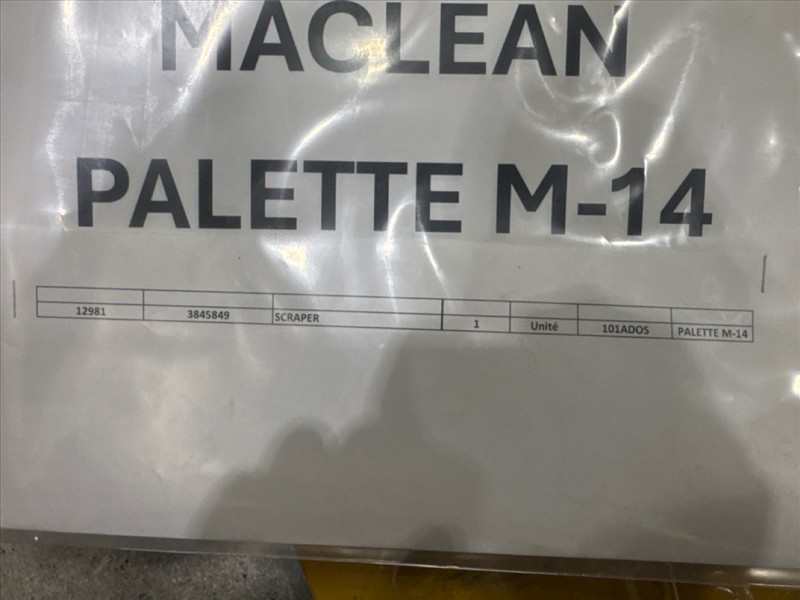 MACLEAN
PALETTE M-14
12981 3845849 SCRAPER 1 Unité 101ADOS PALETTE M-14